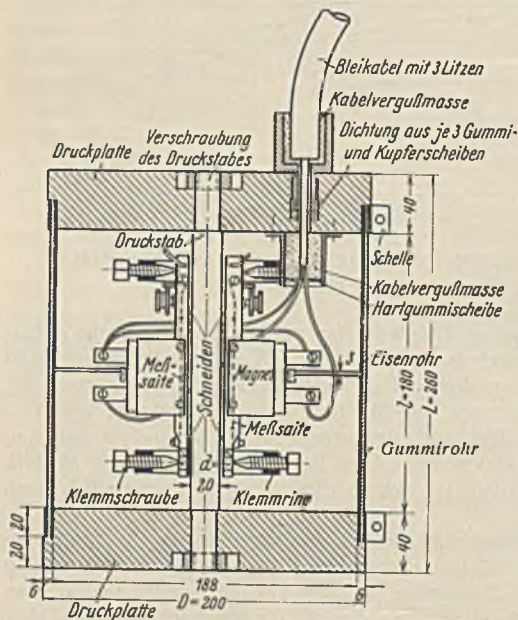 Bleikabel mit 3 Litzen
Kabelvergußmasse
Verschraubung
des Druckstabes
Dichtung aus je 3 Gummi-
und Kupferscheiben
Druckplatte
40
Druckstab
Schelle
Kabelvergußmasse
Hartgummischeibe
Meß-
saite
Schneiden
Magnet
3
Eisenrohr
L=180
L=260
Meßsaite
Gummirohr
d=
20
Klemmschraube
Klemmrine
20
20
40
6
188
6
D=200
Druckplatte